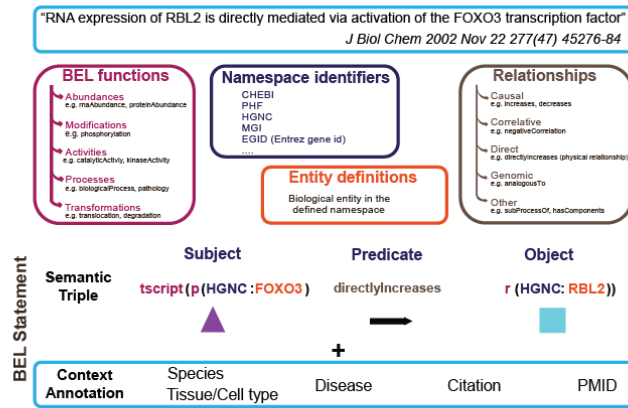 “RNA expression of RBL2 is directly mediated via activation of the FOXO3 transcription factor”
J Biol Chem 2002 Nov 22 277(47) 45276-84
BEL functions
Abundances
e.g. rnaAbundance, proteinAbundance
Modifications
e.g. phosphorylation
Activities
e.g. catalyticActivly, kinaseActivity
Processes
e.g. biologicalProcess, pathology
Transformations
e.g. translocation, degradation
Namespace identifiers
CHEBI
PHF
HGNC
MGI
EGID (Entrez gene id)
....
Entity definitions
Biological entity in the
defined namespace
Relationships
Causal
e.g. increases, decreases
Correlative
e.g. negativeCorrelation
Direct
e.g. directlyIncreases (physical relationship)
Genomic
e.g. analogousTo
Other
e.g. subProcessOf, hasComponents
BEL Statement
Subject
Predicate
Object
Semantic
Triple
tscript(p(HGNC:FOXO3)
directlyIncreases
r (HGNC: RBL2))
+
Context
Annotation
Species
Tissue/Cell type
Disease
Citation
PMID